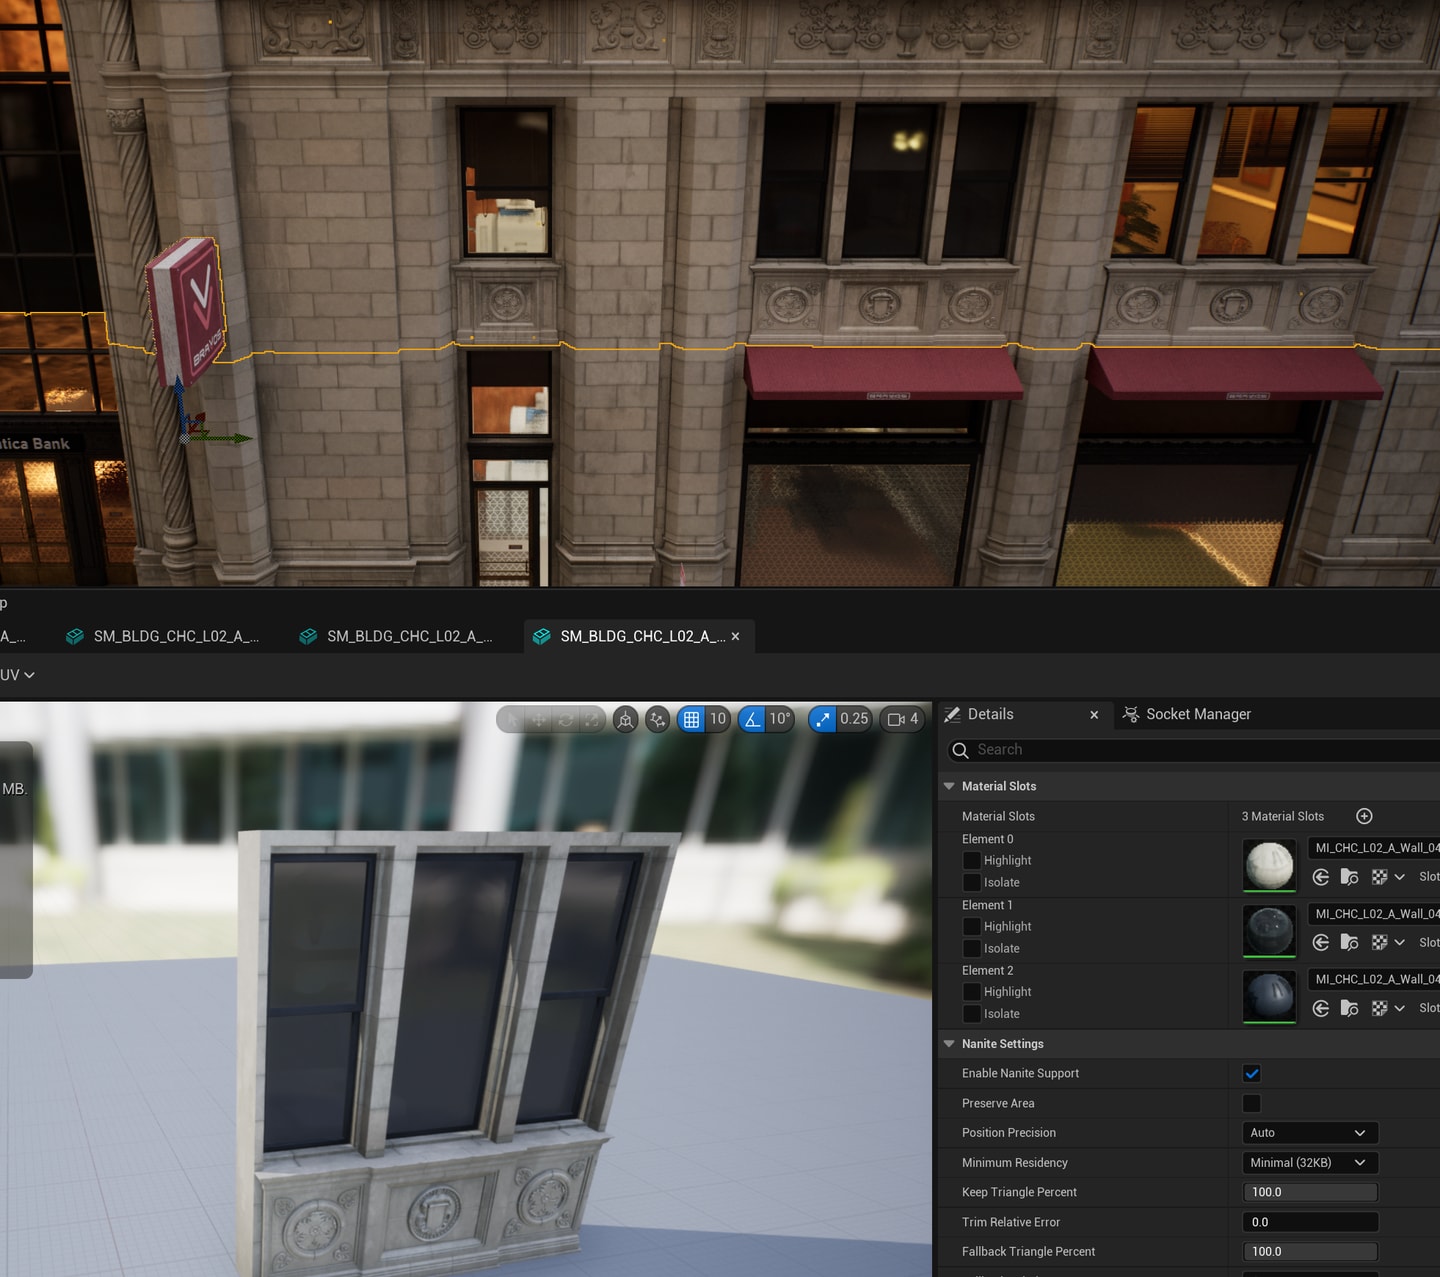 BRAVOS
tica Bank
p
A_...
SM_BLDG_CHC_L02_A_...
SM_BLDG_CHC_L02_A_...
SM_BLDG_CHC_L02_A_...
UV
10
10°
0.25
4
Details
Socket Manager
Search
MB.
Material Slots
Material Slots
3 Material Slots
Element 0
MI_CHC_L02_A_Wall_04
Highlight
Isolate
Slot
Element 1
MI_CHC_L02_A_Wall_04
Highlight
Isolate
Slot
Element 2
MI_CHC_L02_A_Wall_04
Highlight
Isolate
Slot
Nanite Settings
Enable Nanite Support
Preserve Area
Position Precision
Auto
Minimum Residency
Minimal (32KB)
Keep Triangle Percent
100.0
Trim Relative Error
0.0
Fallback Triangle Percent
100.0